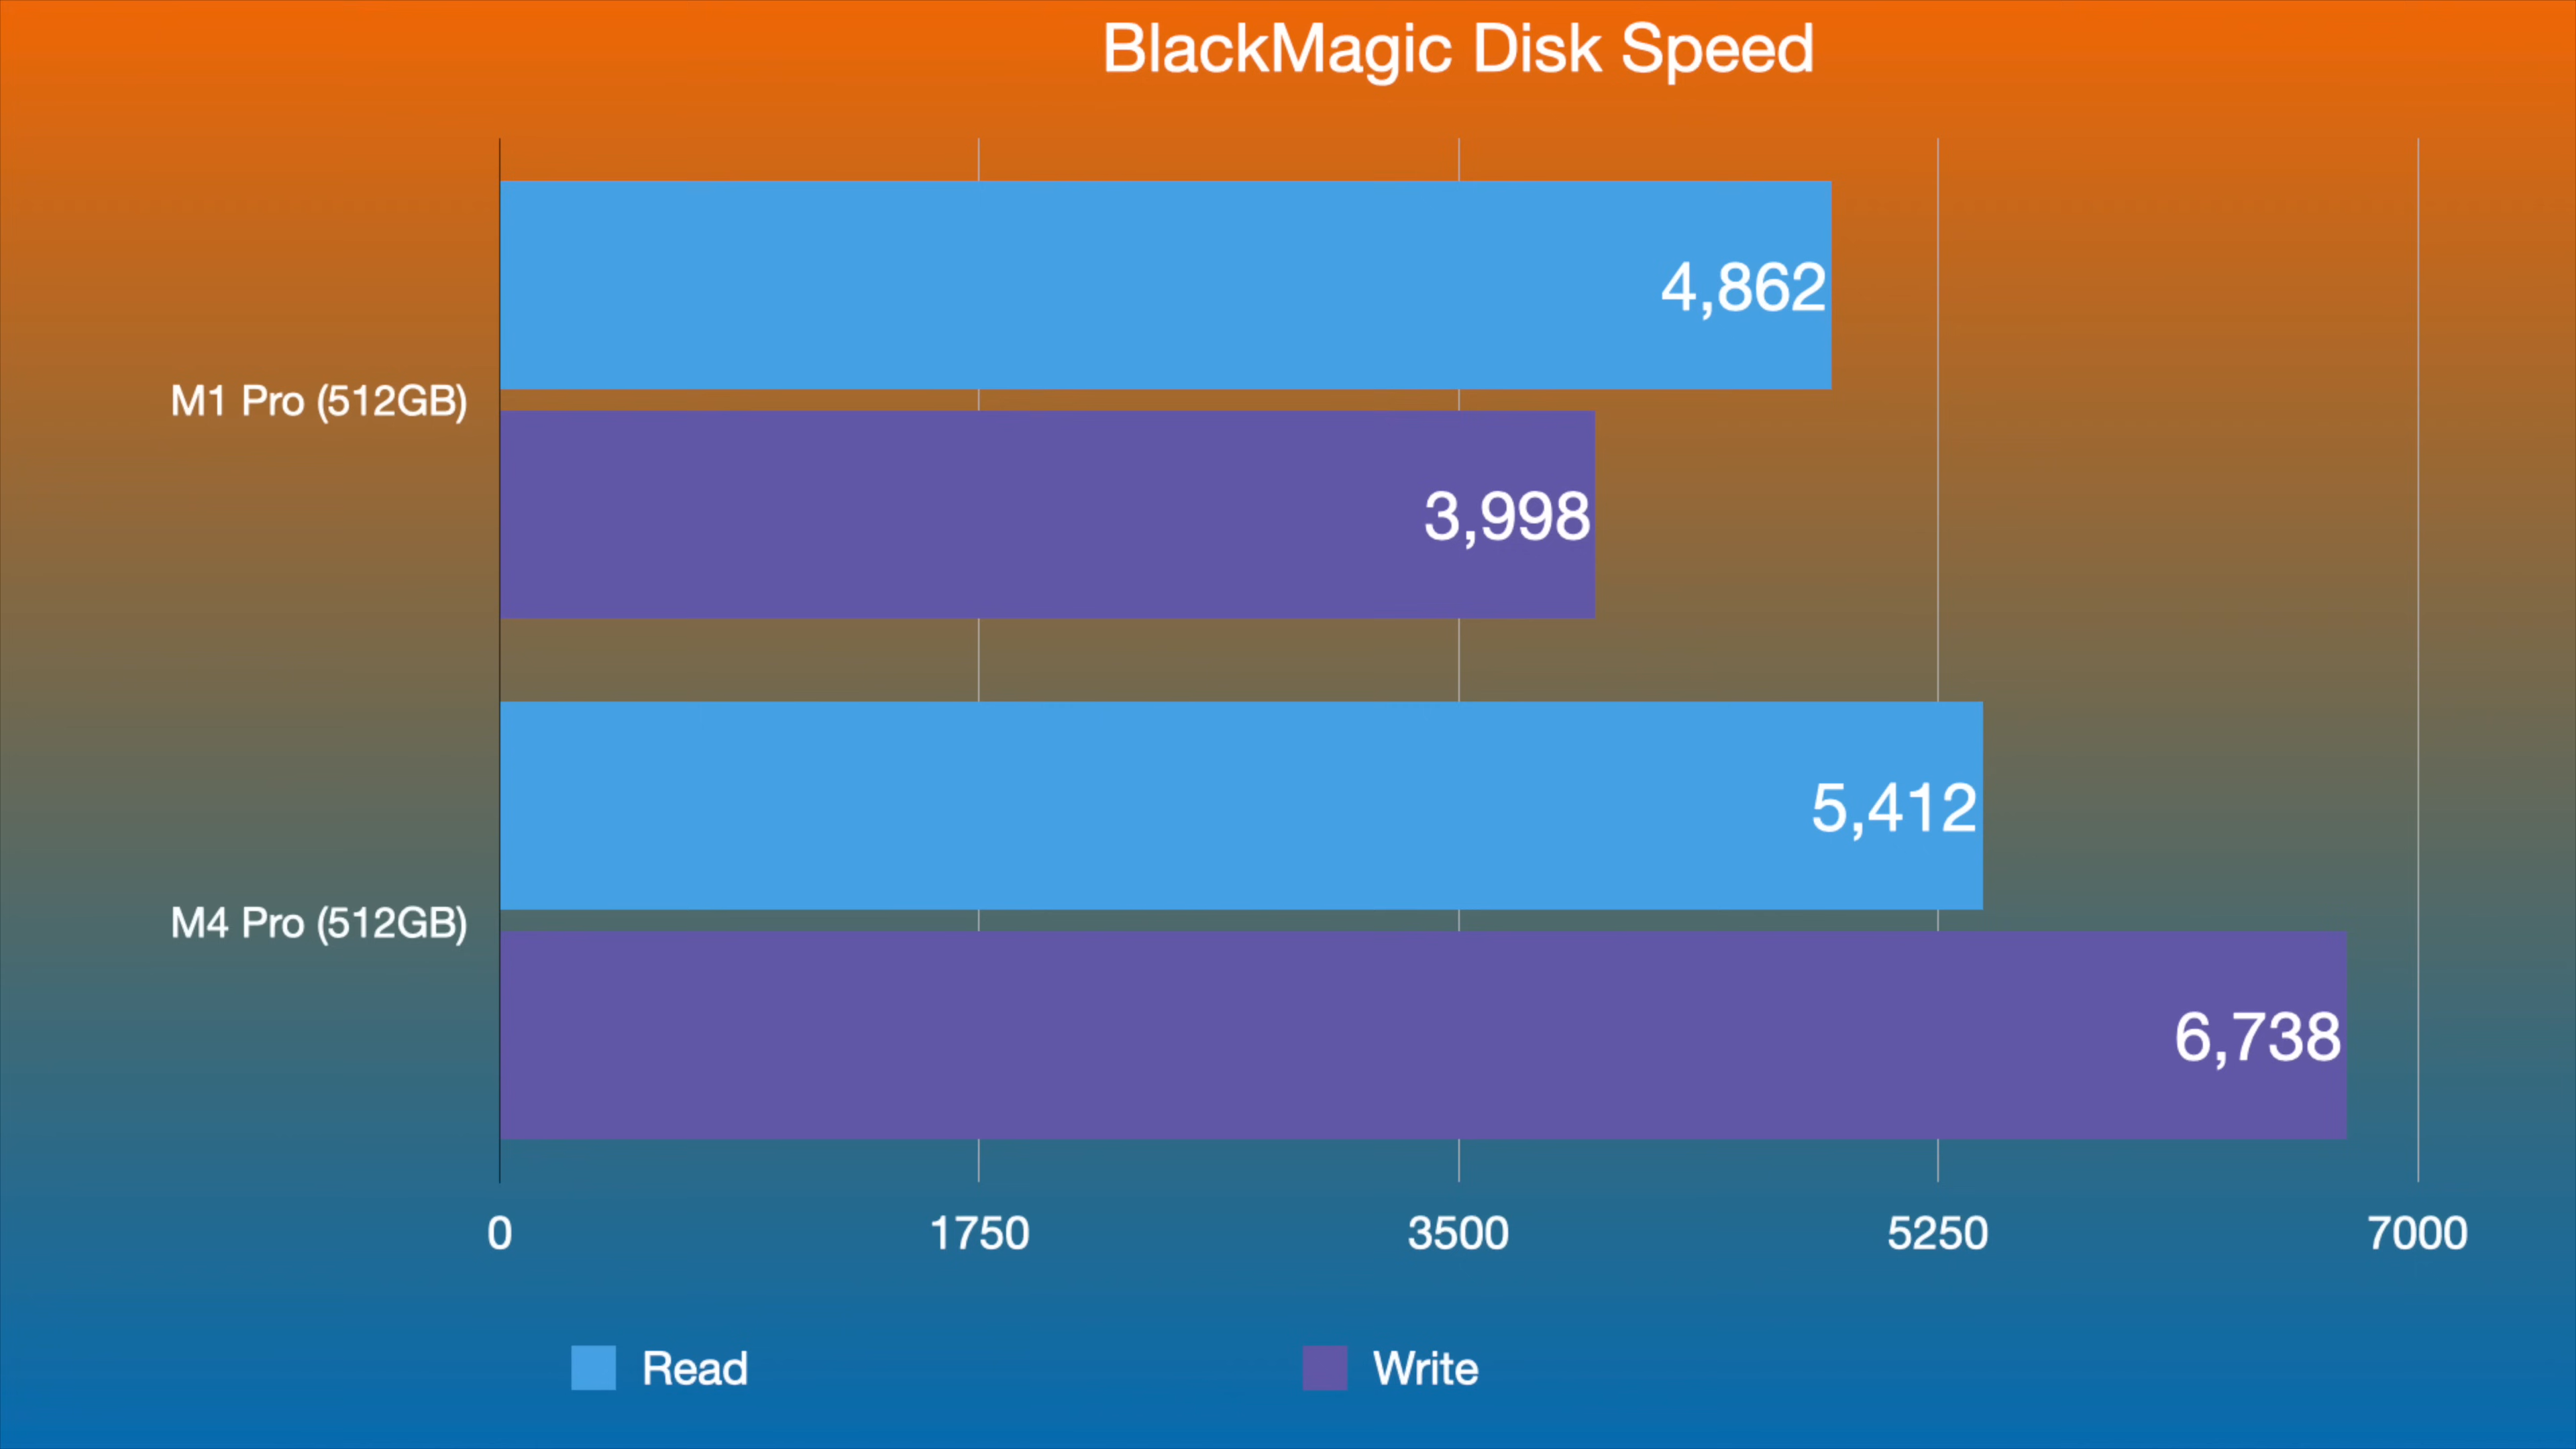 BlackMagic Disk Speed
4,862
M1 Pro (512GB)
3,998
5,412
M4 Pro (512GB)
6,738
0 1750 3500 5250 7000
Read Write